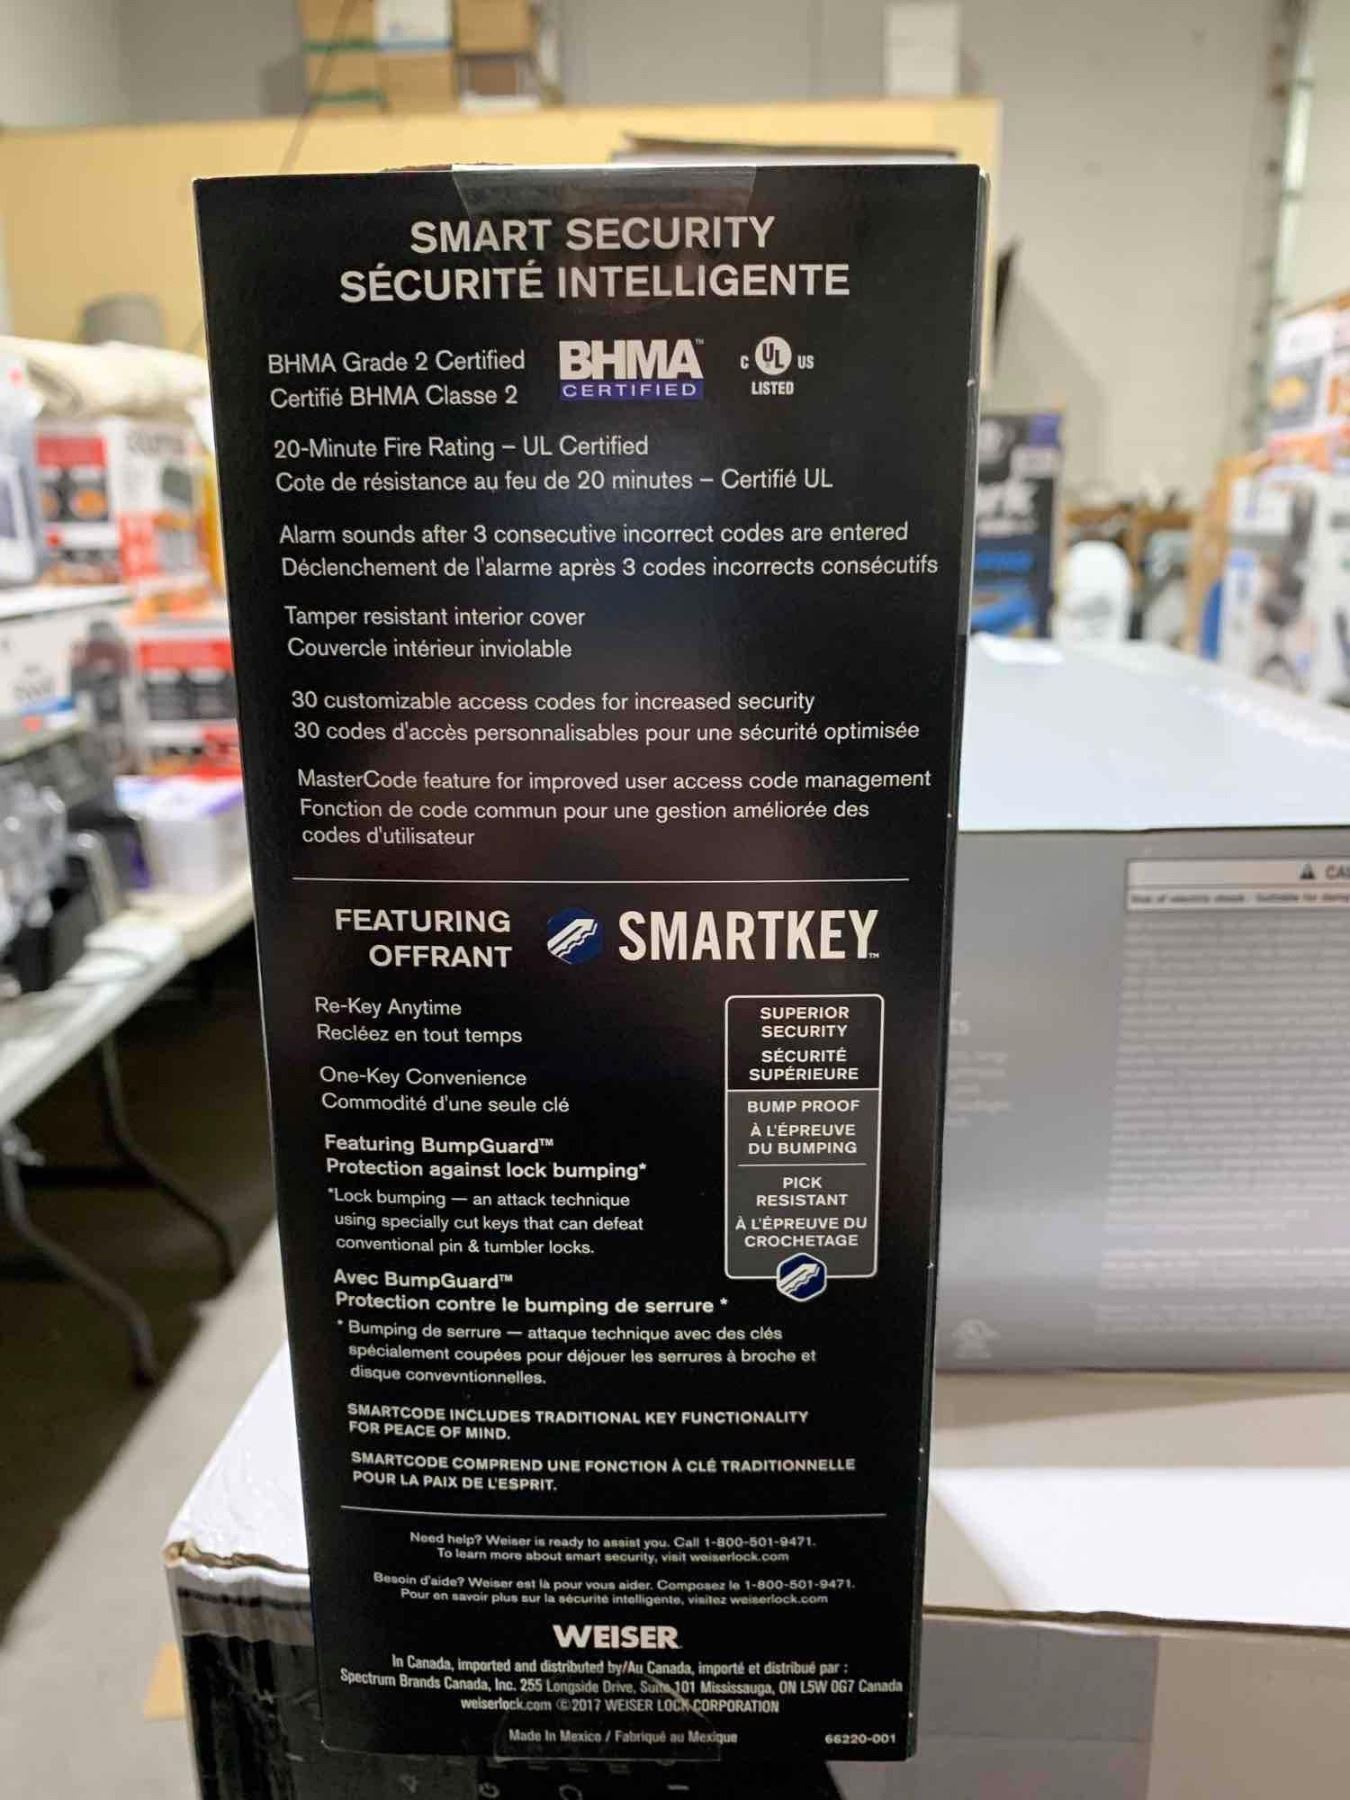 SMART SECURITY
SÉCURITÉ INTELLIGENTE
BHMA Grade 2 Certified
Certifié BHMA Classe 2
BHMA™
CERTIFIED
C UL US
LISTED
20-Minute Fire Rating – UL Certified
Cote de résistance au feu de 20 minutes – Certifié UL
Alarm sounds after 3 consecutive incorrect codes are entered
Déclenchement de l'alarme après 3 codes incorrects consécutifs
Tamper resistant interior cover
Couvercle intérieur inviolable
30 customizable access codes for increased security
30 codes d'accès personnalisables pour une sécurité optimisée
MasterCode feature for improved user access code management
Fonction de code commun pour une gestion améliorée des
codes d'utilisateur
FEATURING
OFFRANT
SMARTKEY™
Re-Key Anytime
Recléez en tout temps
One-Key Convenience
Commodité d'une seule clé
Featuring BumpGuard™
Protection against lock bumping*
*Lock bumping — an attack technique
using specially cut keys that can defeat
conventional pin & tumbler locks.
SUPERIOR
SECURITY
SÉCURITÉ
SUPÉRIEURE
BUMP PROOF
À L'ÉPREUVE
DU BUMPING
PICK
RESISTANT
À L'ÉPREUVE DU
CROCHETAGE
Avec BumpGuard™
Protection contre le bumping de serrure *
* Bumping de serrure — attaque technique avec des clés
spécialement coupées pour déjouer les serrures à broche et
disque convevntionnelles.
SMARTCODE INCLUDES TRADITIONAL KEY FUNCTIONALITY
FOR PEACE OF MIND.
SMARTCODE COMPREND UNE FONCTION À CLÉ TRADITIONNELLE
POUR LA PAIX DE L'ESPRIT.
Need help? Weiser is ready to assist you. Call 1-800-501-9471.
To learn more about smart security, visit weiserlock.com
Besoin d'aide? Weiser est là pour vous aider. Composez le 1-800-501-9471.
Pour en savoir plus sur la sécurité intelligente, visitez weiserlock.com
WEISER
In Canada, imported and distributed by/Au Canada, importé et distribué par :
Spectrum Brands Canada, Inc. 255 Longside Drive, Suite 101 Mississauga, ON L5W 0G7 Canada
weiserlock.com ©2017 WEISER LOCK CORPORATION
Made In Mexico / Fabriqué au Mexique
66220-001